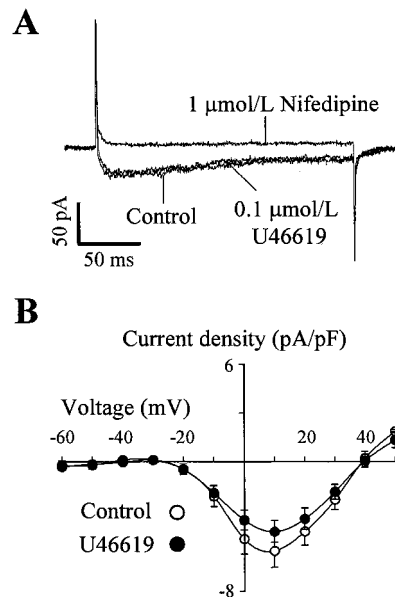 A
1 μmol/L Nifedipine
Control
0.1 μmol/L
U46619
50 pA
50 ms
B
Current density (pA/pF)
6
Voltage (mV)
-60 -40 -20 20 40
Control
U46619
-8